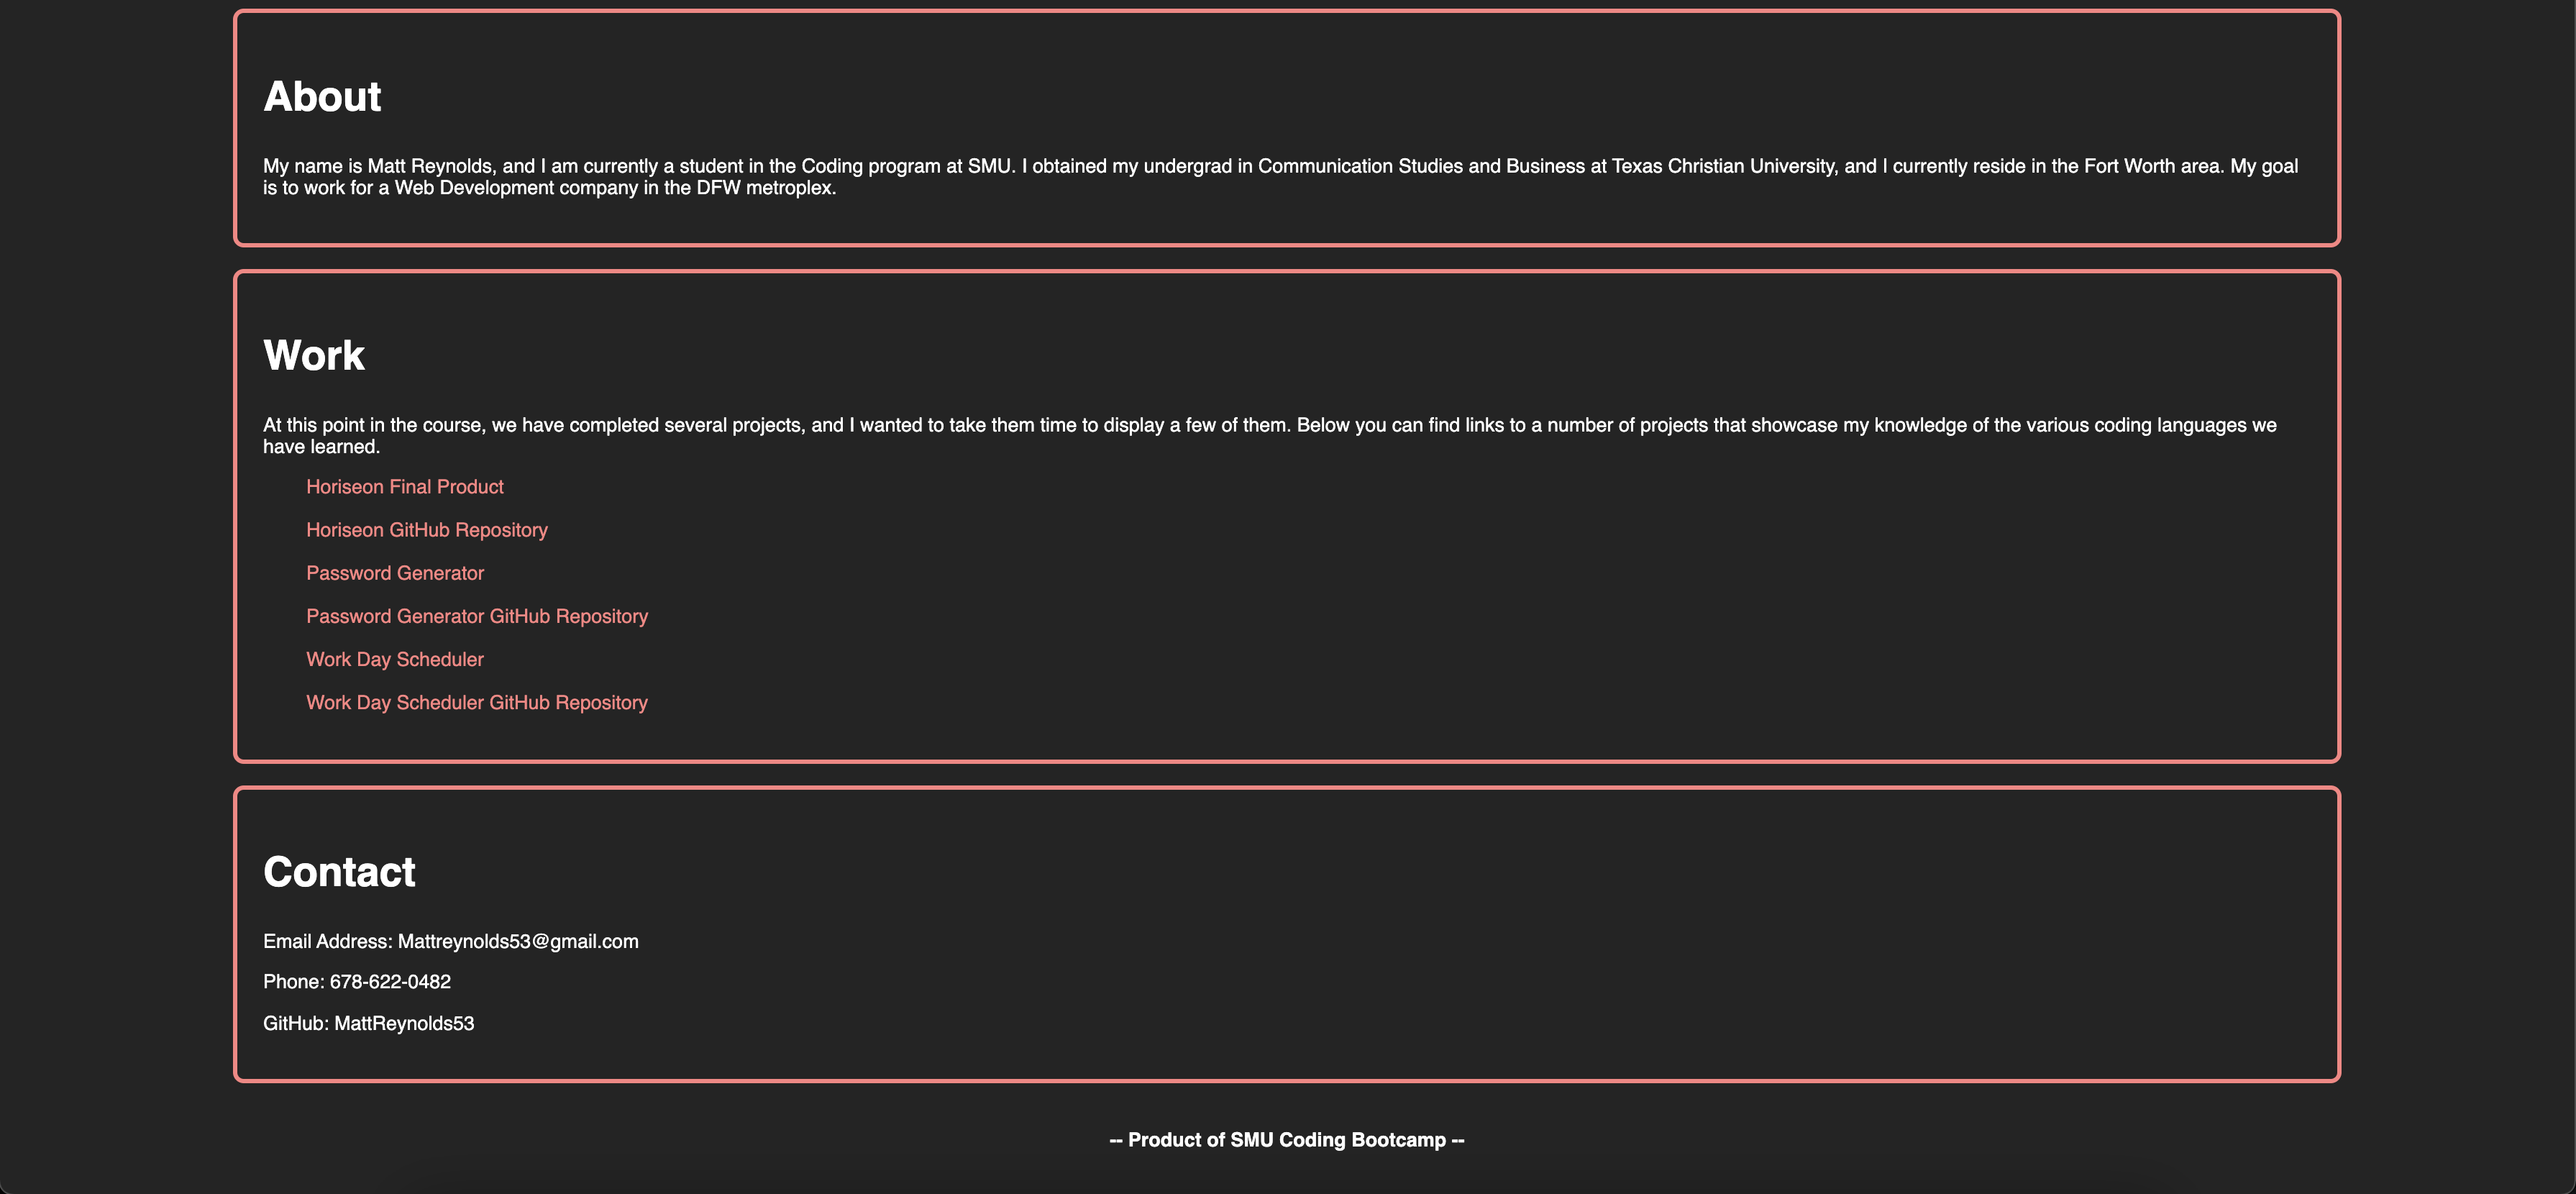 About
My name is Matt Reynolds, and I am currently a student in the Coding program at SMU. I obtained my undergrad in Communication Studies and Business at Texas Christian University, and I currently reside in the Fort Worth area. My goal
is to work for a Web Development company in the DFW metroplex.
Work
At this point in the course, we have completed several projects, and I wanted to take them time to display a few of them. Below you can find links to a number of projects that showcase my knowledge of the various coding languages we
have learned.
Horiseon Final Product
Horiseon GitHub Repository
Password Generator
Password Generator GitHub Repository
Work Day Scheduler
Work Day Scheduler GitHub Repository
Contact
Email Address: Mattreynolds53@gmail.com
Phone: 678-622-0482
GitHub: MattReynolds53
-- Product of SMU Coding Bootcamp --